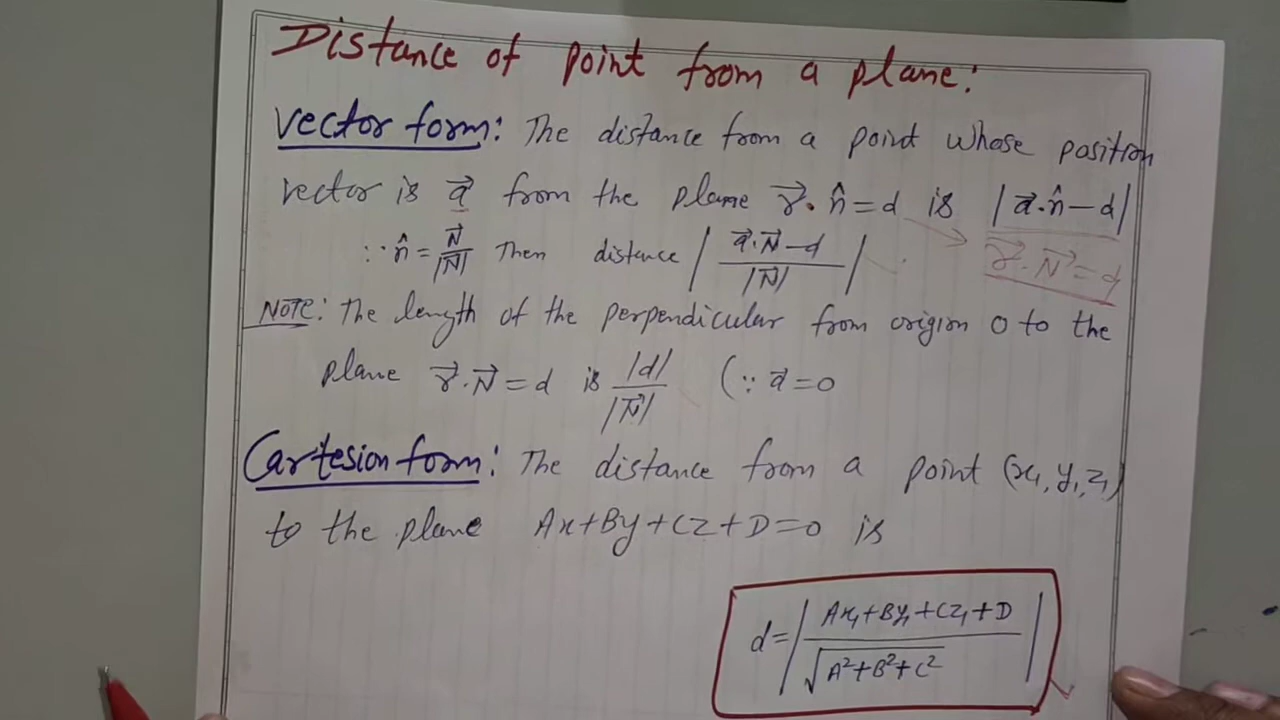 Distance of point from a plane:
Vector form: The distance from a point whose position
vector is a⃗ from the plane r⃗. n̂ = d is |a⃗.n̂ - d|
∵ n̂ = N⃗/|N⃗| Then distance |(a⃗.N⃗ - d)/|N⃗|| r⃗.N⃗ = d
NOTE: The length of the perpendicular from origion O to the
plane r⃗.N⃗ = d is |d|/|N⃗| (∵ a⃗ = 0
Cartesion form: The distance from a point (x₁, y₁, z₁)
to the plane Ax+By+Cz+D=0 is
d = |(Ax₁+By₁+Cz₁+D)/√(A²+B²+C²)|